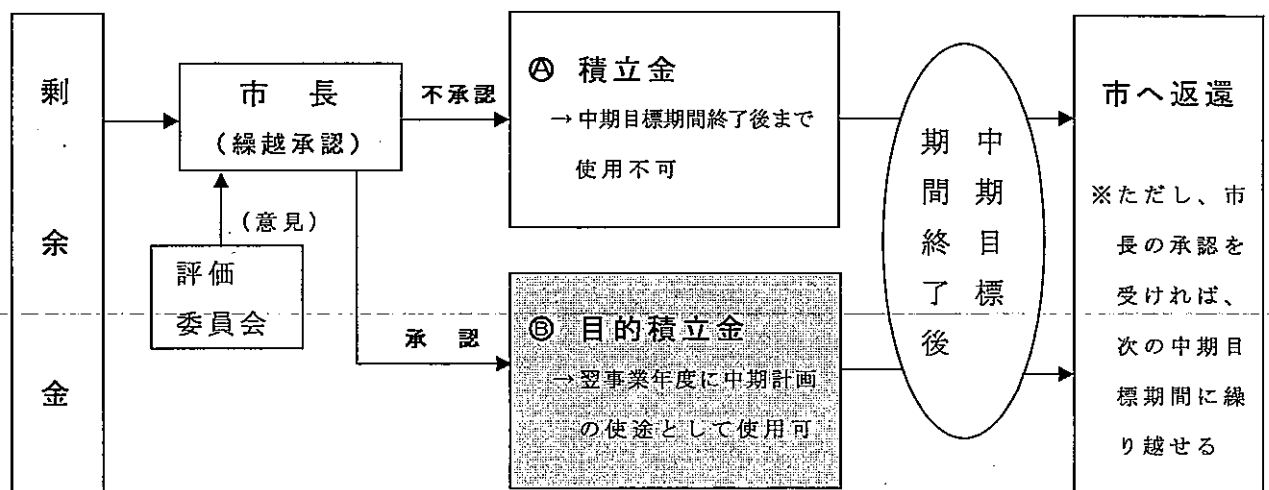 剰余金
市長
（繰越承認）
（意見）
評価
委員会
不承認
承認
Ⓐ 積立金
→中期目標期間終了後まで
使用不可
Ⓑ 目的積立金
→翌事業年度に中期計画
の使途として使用可
中期目標
期間終了後
市へ返還
※ただし、市
長の承認を
受ければ、
次の中期目
標期間に繰
り越せる